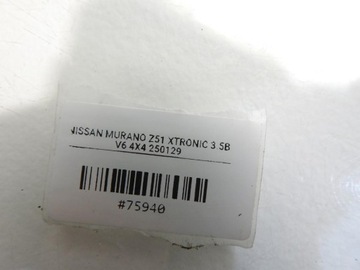 NISSAN MURANO Z51 XTRONIC 3.5B
V6 4X4 250129
#75940